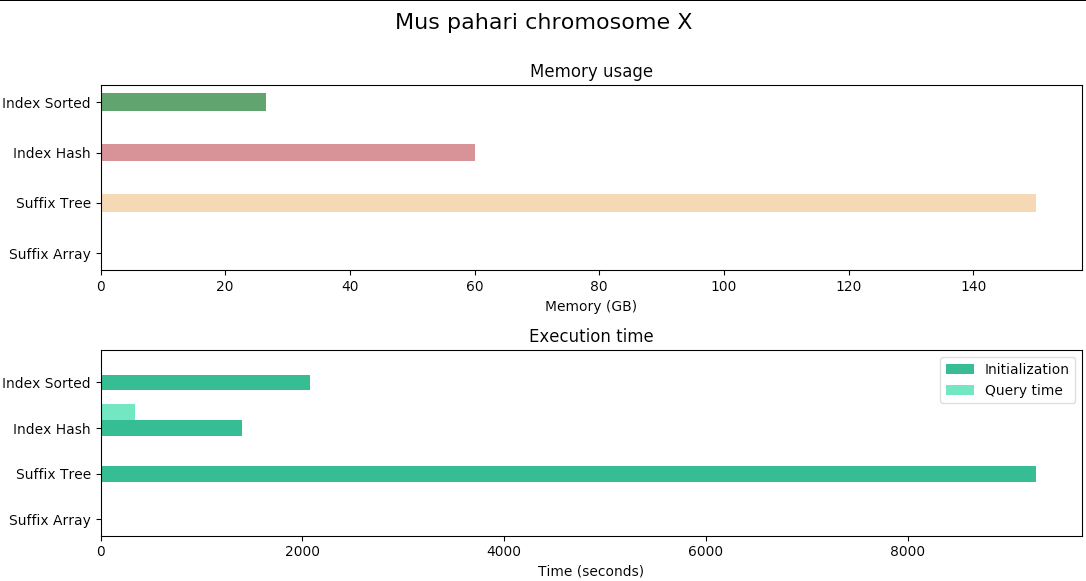 Mus pahari chromosome X
Memory usage
Index Sorted
Index Hash
Suffix Tree
Suffix Array
0 20 40 60 80 100 120 140
Memory (GB)
Execution time
Index Sorted
Index Hash
Suffix Tree
Suffix Array
Initialization
Query time
0 2000 4000 6000 8000
Time (seconds)